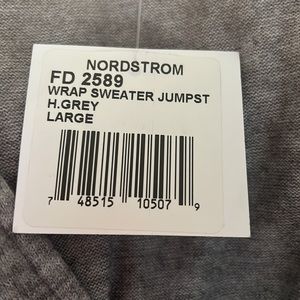 NORDSTROM
FD 2589
WRAP SWEATER JUMPST
H.GREY
LARGE
7 48515 10507 9